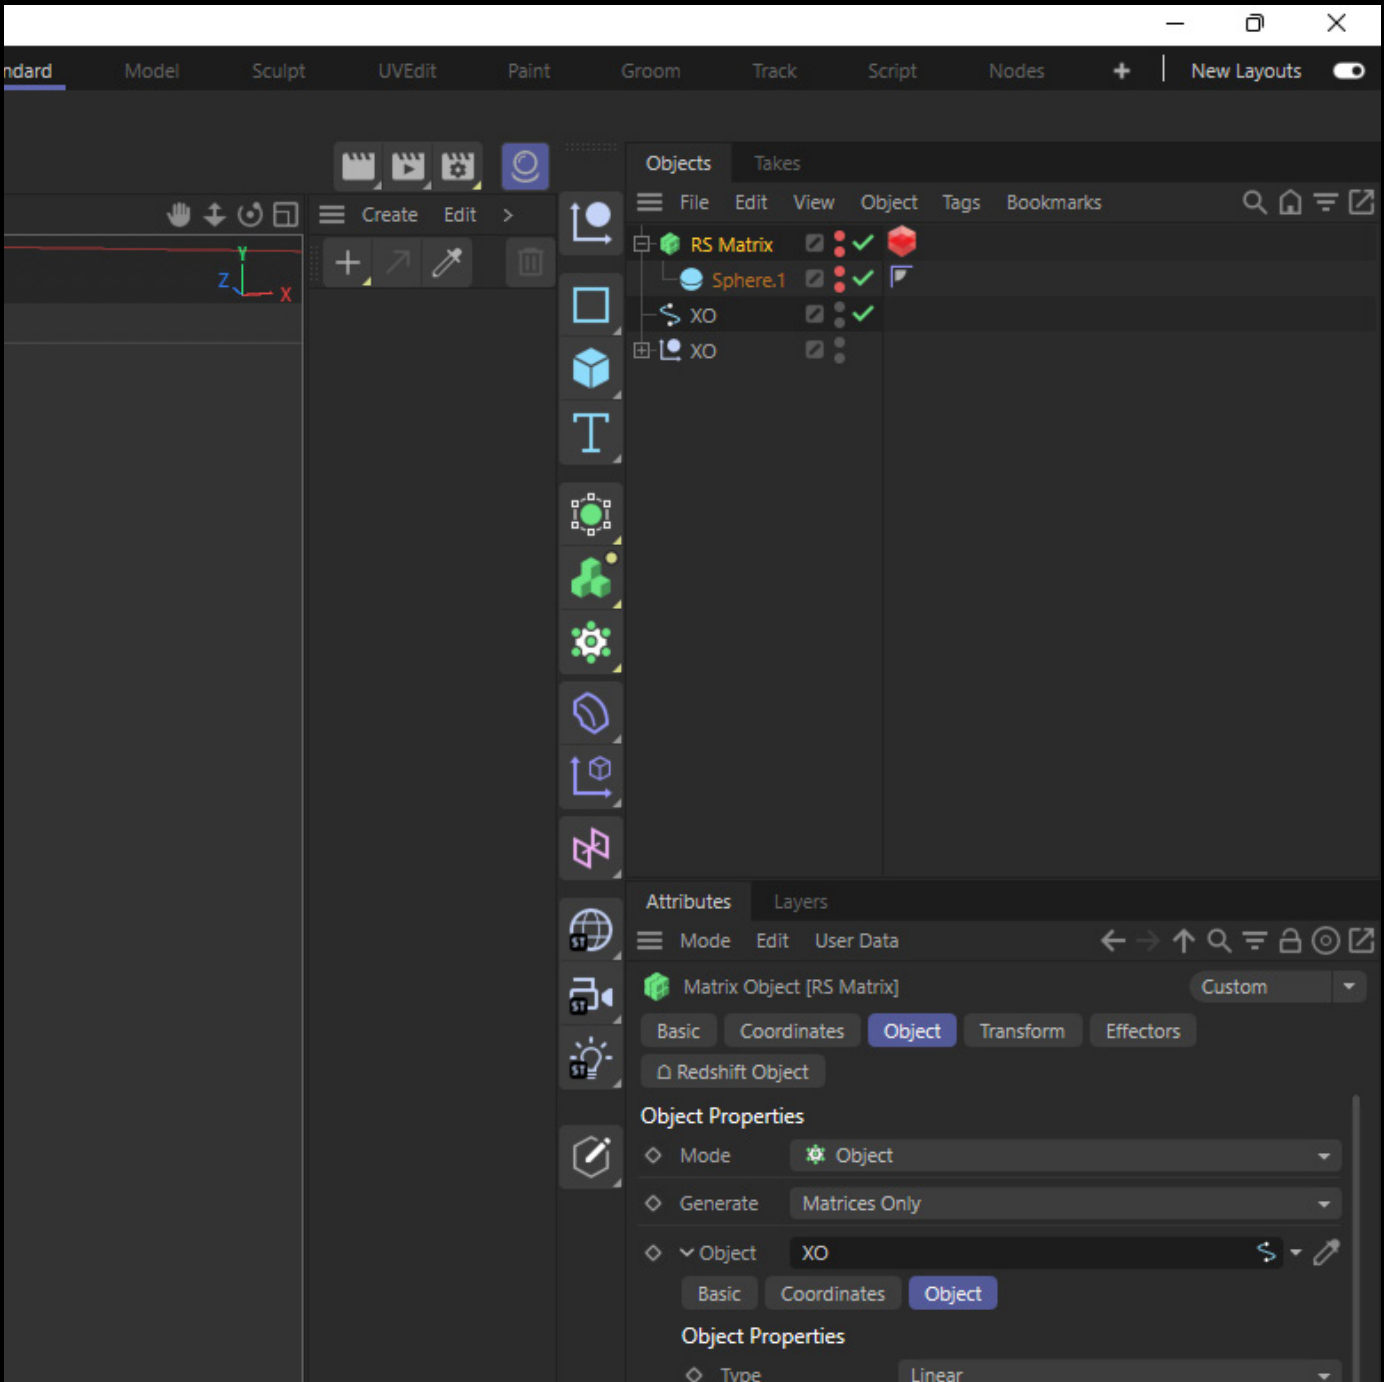 ndard Model Sculpt UVEdit Paint Groom Track Script Nodes + New Layouts
Objects Takes
File Edit View Object Tags Bookmarks
Create Edit >
RS Matrix
Sphere.1
XO
XO
Y
Z
X
T
Attributes Layers
ST
Mode Edit User Data
Matrix Object [RS Matrix] Custom
ST
Basic Coordinates Object Transform Effectors
ST
Redshift Object
Object Properties
Mode Object
Generate Matrices Only
Object XO
Basic Coordinates Object
Object Properties
Type Linear